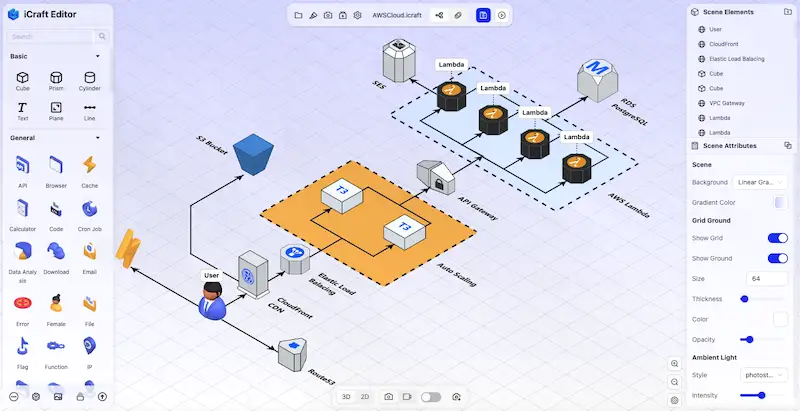 iCraft Editor
Search
Basic
Cube
Prism
Cylinder
Text
Plane
Line
General
API
Browser
Cache
Calculator
Code
Cron Job
Data Analy
sis
Download
Email
Error
Female
File
Flag
Function
IP
AWSCloud.icraft
SES
Lambda
Lambda
Lambda
Lambda
RDS
PostgreSQL
AWS Lambda
S3 Bucket
API Gateway
T3
T3
Auto Scaling
Elastic Load
Balacing
CloudFront
CDN
User
Route53
3D
2D
Scene Elements
User
CloudFront
Elastic Load Balacing
Cube
Cube
VPC Gateway
Lambda
Lambda
Scene Attributes
Scene
Background
Linear Gra...
Gradient Color
Grid Ground
Show Grid
Show Ground
Size
64
Thickness
Color
Opacity
Ambient Light
Style
photost...
Intensity